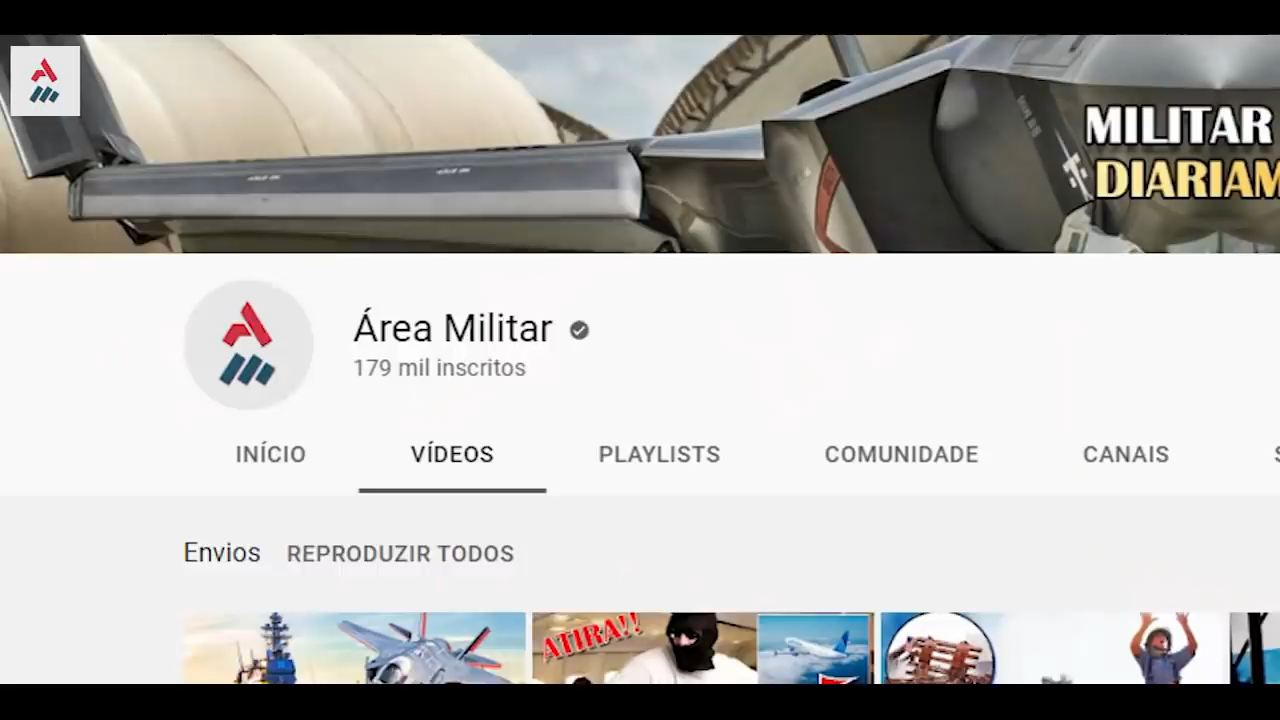 MILITAR
DIARIAM
Área Militar
179 mil inscritos
INÍCIO VÍDEOS PLAYLISTS COMUNIDADE CANAIS S
Envios REPRODUZIR TODOS
ATIRA!!